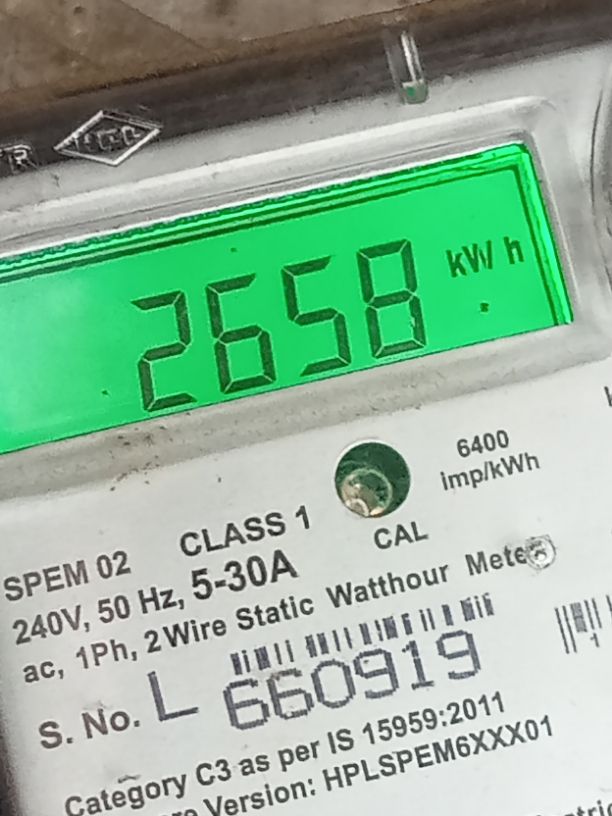 2658 kW h
6400
imp/kWh
CAL
SPEM 02 CLASS 1
240V, 50 Hz, 5-30A
ac, 1Ph, 2 Wire Static Watthour Meter
S. No. L 660919
Category C3 as per IS 15959:2011
Version: HPLSPEM6XXX01